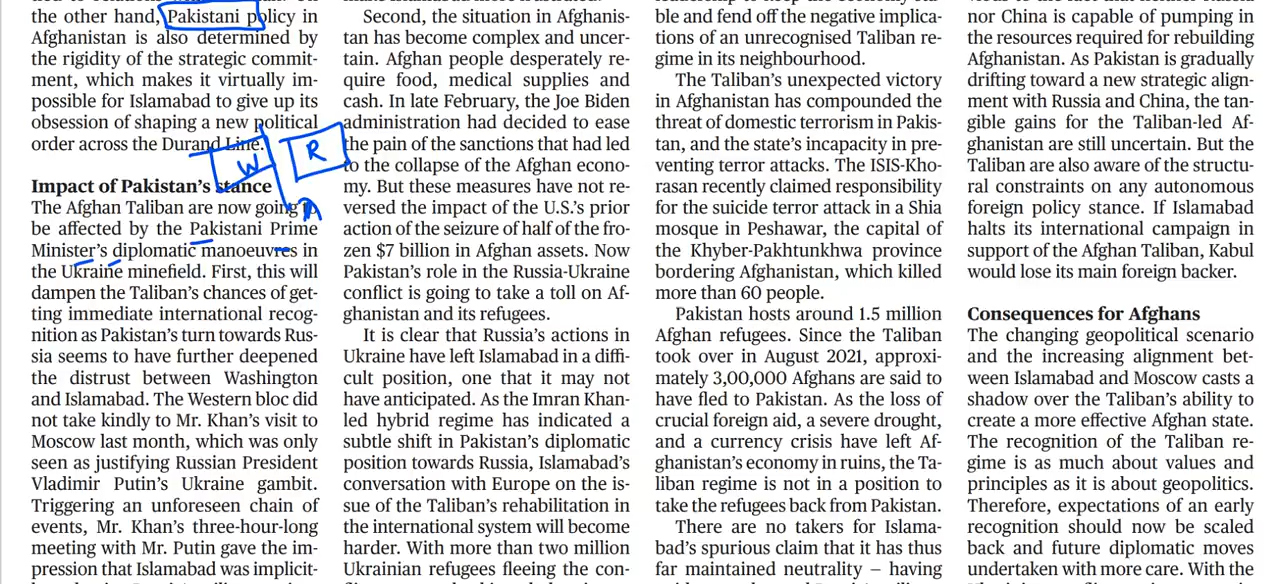 the other hand, Pakistani policy in
Afghanistan is also determined by
the rigidity of the strategic commit-
ment, which makes it virtually im-
possible for Islamabad to give up its
obsession of shaping a new political
order across the Durand Line.
Impact of Pakistan's stance
The Afghan Taliban are now going to
be affected by the Pakistani Prime
Minister's diplomatic manoeuvres in
the Ukraine minefield. First, this will
dampen the Taliban's chances of get-
ting immediate international recog-
nition as Pakistan's turn towards Rus-
sia seems to have further deepened
the distrust between Washington
and Islamabad. The Western bloc did
not take kindly to Mr. Khan's visit to
Moscow last month, which was only
seen as justifying Russian President
Vladimir Putin's Ukraine gambit.
Triggering an unforeseen chain of
events, Mr. Khan's three-hour-long
meeting with Mr. Putin gave the im-
pression that Islamabad was implicit-
W
R
Second, the situation in Afghanis-
tan has become complex and uncer-
tain. Afghan people desperately re-
quire food, medical supplies and
cash. In late February, the Joe Biden
administration had decided to ease
the pain of the sanctions that had led
to the collapse of the Afghan econo-
my. But these measures have not re-
versed the impact of the U.S.'s prior
action of the seizure of half of the fro-
zen $7 billion in Afghan assets. Now
Pakistan's role in the Russia-Ukraine
conflict is going to take a toll on Af-
ghanistan and its refugees.
It is clear that Russia's actions in
Ukraine have left Islamabad in a diffi-
cult position, one that it may not
have anticipated. As the Imran Khan-
led hybrid regime has indicated a
subtle shift in Pakistan's diplomatic
position towards Russia, Islamabad's
conversation with Europe on the is-
sue of the Taliban's rehabilitation in
the international system will become
harder. With more than two million
Ukrainian refugees fleeing the con-
ble and fend off the negative implica-
tions of an unrecognised Taliban re-
gime in its neighbourhood.
The Taliban's unexpected victory
in Afghanistan has compounded the
threat of domestic terrorism in Pakis-
tan, and the state's incapacity in pre-
venting terror attacks. The ISIS-Kho-
rasan recently claimed responsibility
for the suicide terror attack in a Shia
mosque in Peshawar, the capital of
the Khyber-Pakhtunkhwa province
bordering Afghanistan, which killed
more than 60 people.
Pakistan hosts around 1.5 million
Afghan refugees. Since the Taliban
took over in August 2021, approxi-
mately 3,00,000 Afghans are said to
have fled to Pakistan. As the loss of
crucial foreign aid, a severe drought,
and a currency crisis have left Af-
ghanistan's economy in ruins, the Ta-
liban regime is not in a position to
take the refugees back from Pakistan.
There are no takers for Islama-
bad's spurious claim that it has thus
far maintained neutrality – having
nor China is capable of pumping in
the resources required for rebuilding
Afghanistan. As Pakistan is gradually
drifting toward a new strategic align-
ment with Russia and China, the tan-
gible gains for the Taliban-led Af-
ghanistan are still uncertain. But the
Taliban are also aware of the structu-
ral constraints on any autonomous
foreign policy stance. If Islamabad
halts its international campaign in
support of the Afghan Taliban, Kabul
would lose its main foreign backer.
Consequences for Afghans
The changing geopolitical scenario
and the increasing alignment bet-
ween Islamabad and Moscow casts a
shadow over the Taliban's ability to
create a more effective Afghan state.
The recognition of the Taliban re-
gime is as much about values and
principles as it is about geopolitics.
Therefore, expectations of an early
recognition should now be scaled
back and future diplomatic moves
undertaken with more care. With the